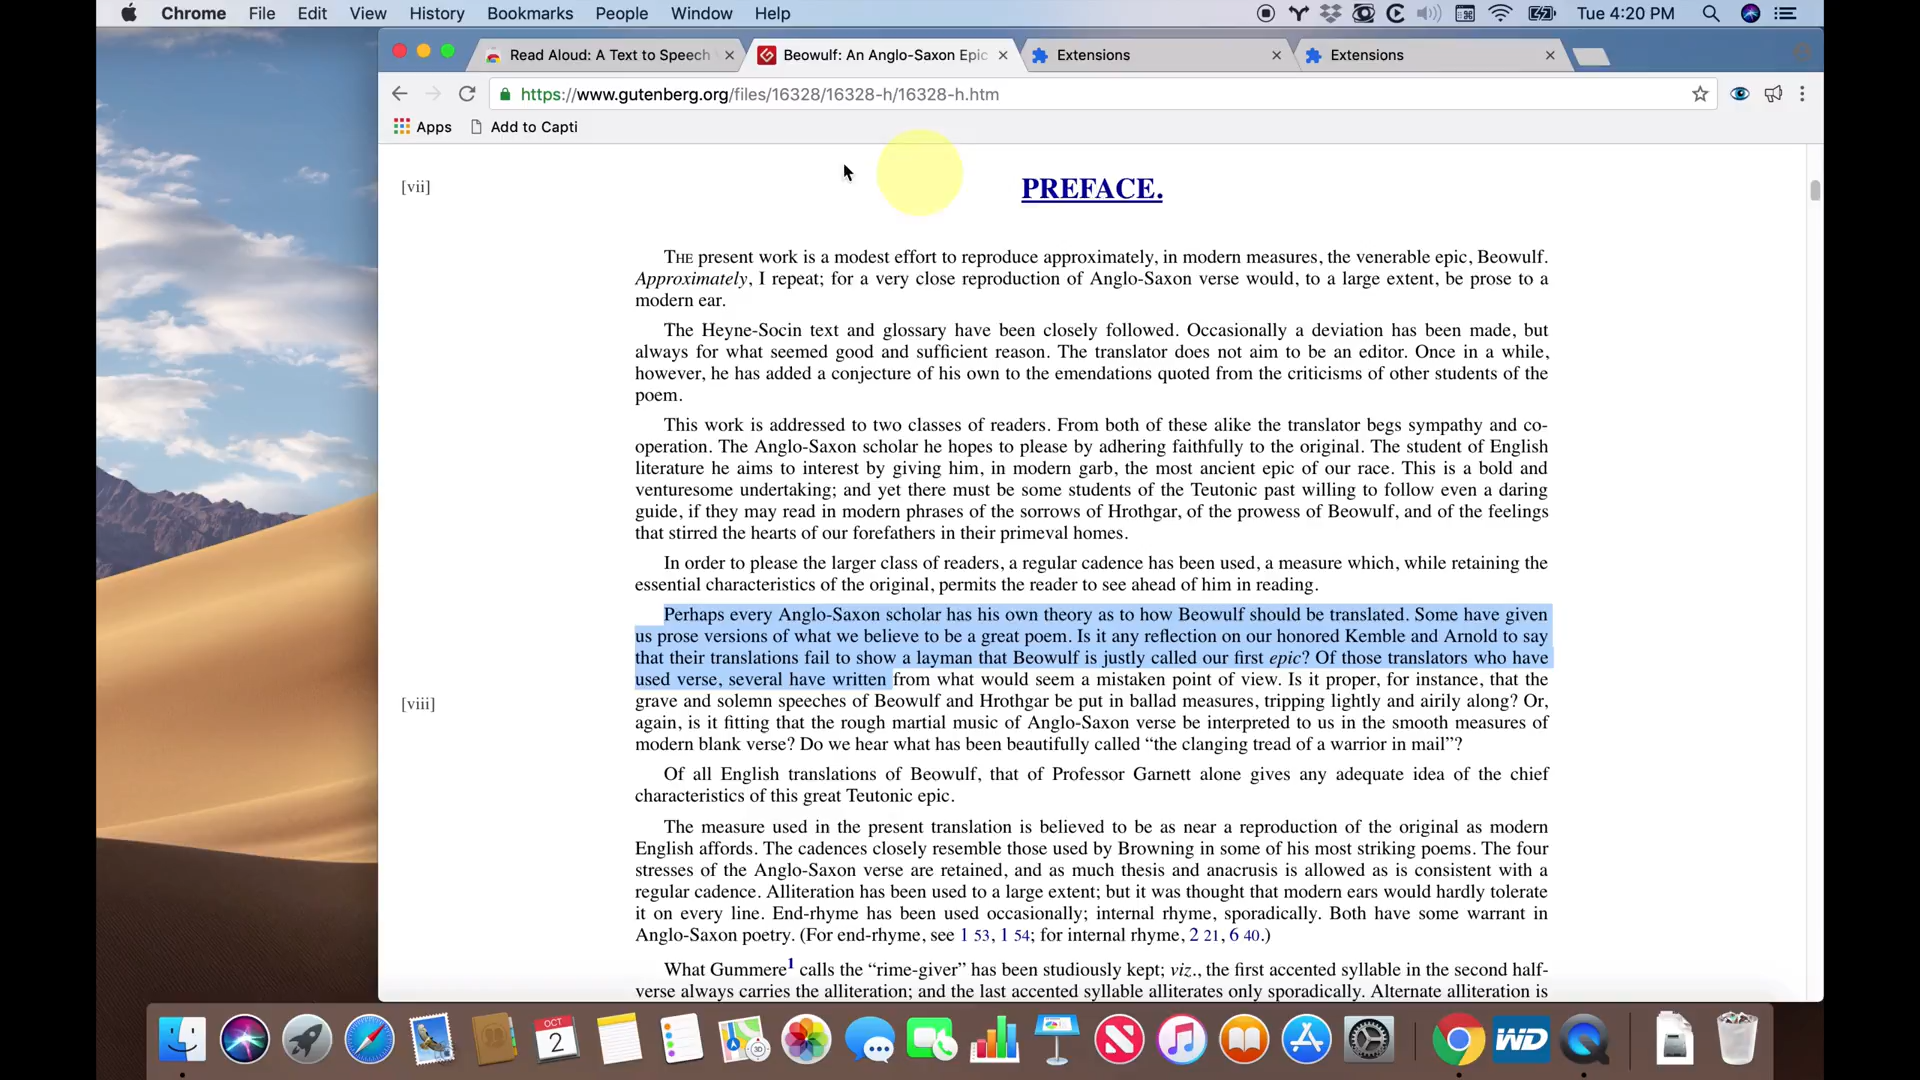 Chrome File Edit View History Bookmarks People Window Help Tue 4:20 PM
Read Aloud: A Text to Speech Beowulf: An Anglo-Saxon Epic Extensions Extensions
https://www.gutenberg.org/files/16328/16328-h/16328-h.htm
Apps Add to Capti
[vii] PREFACE.
THE present work is a modest effort to reproduce approximately, in modern measures, the venerable epic, Beowulf.
Approximately, I repeat; for a very close reproduction of Anglo-Saxon verse would, to a large extent, be prose to a
modern ear.
The Heyne-Socin text and glossary have been closely followed. Occasionally a deviation has been made, but
always for what seemed good and sufficient reason. The translator does not aim to be an editor. Once in a while,
however, he has added a conjecture of his own to the emendations quoted from the criticisms of other students of the
poem.
This work is addressed to two classes of readers. From both of these alike the translator begs sympathy and co-
operation. The Anglo-Saxon scholar he hopes to please by adhering faithfully to the original. The student of English
literature he aims to interest by giving him, in modern garb, the most ancient epic of our race. This is a bold and
venturesome undertaking; and yet there must be some students of the Teutonic past willing to follow even a daring
guide, if they may read in modern phrases of the sorrows of Hrothgar, of the prowess of Beowulf, and of the feelings
that stirred the hearts of our forefathers in their primeval homes.
In order to please the larger class of readers, a regular cadence has been used, a measure which, while retaining the
essential characteristics of the original, permits the reader to see ahead of him in reading.
Perhaps every Anglo-Saxon scholar has his own theory as to how Beowulf should be translated. Some have given
us prose versions of what we believe to be a great poem. Is it any reflection on our honored Kemble and Arnold to say
that their translations fail to show a layman that Beowulf is justly called our first epic? Of those translators who have
used verse, several have written from what would seem a mistaken point of view. Is it proper, for instance, that the
[viii] grave and solemn speeches of Beowulf and Hrothgar be put in ballad measures, tripping lightly and airily along? Or,
again, is it fitting that the rough martial music of Anglo-Saxon verse be interpreted to us in the smooth measures of
modern blank verse? Do we hear what has been beautifully called “the clanging tread of a warrior in mail”?
Of all English translations of Beowulf, that of Professor Garnett alone gives any adequate idea of the chief
characteristics of this great Teutonic epic.
The measure used in the present translation is believed to be as near a reproduction of the original as modern
English affords. The cadences closely resemble those used by Browning in some of his most striking poems. The four
stresses of the Anglo-Saxon verse are retained, and as much thesis and anacrusis is allowed as is consistent with a
regular cadence. Alliteration has been used to a large extent; but it was thought that modern ears would hardly tolerate
it on every line. End-rhyme has been used occasionally; internal rhyme, sporadically. Both have some warrant in
Anglo-Saxon poetry. (For end-rhyme, see 1 53, 1 54; for internal rhyme, 2 21, 6 40.)
What Gummere1 calls the “rime-giver” has been studiously kept; viz., the first accented syllable in the second half-
verse always carries the alliteration; and the last accented syllable alliterates only sporadically. Alternate alliteration is
OCT
2
3D
WD